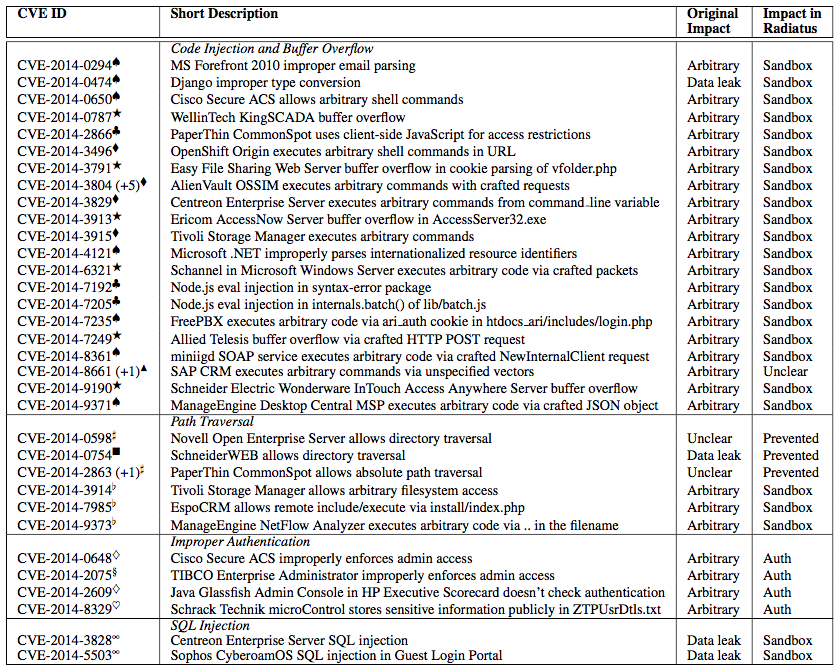 CVE ID Short Description Original Impact Impact in Radiatus
Code Injection and Buffer Overflow
CVE-2014-0294♠ MS Forefront 2010 improper email parsing Arbitrary Sandbox
CVE-2014-0474♠ Django improper type conversion Data leak Sandbox
CVE-2014-0650♠ Cisco Secure ACS allows arbitrary shell commands Arbitrary Sandbox
CVE-2014-0787★ WellinTech KingSCADA buffer overflow Arbitrary Sandbox
CVE-2014-2866♣ PaperThin CommonSpot uses client-side JavaScript for access restrictions Arbitrary Sandbox
CVE-2014-3496♦ OpenShift Origin executes arbitrary shell commands in URL Arbitrary Sandbox
CVE-2014-3791★ Easy File Sharing Web Server buffer overflow in cookie parsing of vfolder.php Arbitrary Sandbox
CVE-2014-3804 (+5)♦ AlienVault OSSIM executes arbitrary commands with crafted requests Arbitrary Sandbox
CVE-2014-3829♦ Centreon Enterprise Server executes arbitrary commands from command_line variable Arbitrary Sandbox
CVE-2014-3913★ Ericom AccessNow Server buffer overflow in AccessServer32.exe Arbitrary Sandbox
CVE-2014-3915♦ Tivoli Storage Manager executes arbitrary commands Arbitrary Sandbox
CVE-2014-4121♠ Microsoft .NET improperly parses internationalized resource identifiers Arbitrary Sandbox
CVE-2014-6321★ Schannel in Microsoft Windows Server executes arbitrary code via crafted packets Arbitrary Sandbox
CVE-2014-7192♣ Node.js eval injection in syntax-error package Arbitrary Sandbox
CVE-2014-7205♣ Node.js eval injection in internals.batch() of lib/batch.js Arbitrary Sandbox
CVE-2014-7235♠ FreePBX executes arbitrary code via ari_auth cookie in htdocs_ari/includes/login.php Arbitrary Sandbox
CVE-2014-7249★ Allied Telesis buffer overflow via crafted HTTP POST request Arbitrary Sandbox
CVE-2014-8361♠ miniigd SOAP service executes arbitrary code via crafted NewInternalClient request Arbitrary Sandbox
CVE-2014-8661 (+1)▲ SAP CRM executes arbitrary commands via unspecified vectors Arbitrary Unclear
CVE-2014-9190★ Schneider Electric Wonderware InTouch Access Anywhere Server buffer overflow Arbitrary Sandbox
CVE-2014-9371♠ ManageEngine Desktop Central MSP executes arbitrary code via crafted JSON object Arbitrary Sandbox
Path Traversal
CVE-2014-0598♯ Novell Open Enterprise Server allows directory traversal Unclear Prevented
CVE-2014-0754■ SchneiderWEB allows directory traversal Data leak Prevented
CVE-2014-2863 (+1)♯ PaperThin CommonSpot allows absolute path traversal Unclear Prevented
CVE-2014-3914♭ Tivoli Storage Manager allows arbitrary filesystem access Arbitrary Sandbox
CVE-2014-7985♭ EspoCRM allows remote include/execute via install/index.php Arbitrary Sandbox
CVE-2014-9373♭ ManageEngine NetFlow Analyzer executes arbitrary code via .. in the filename Arbitrary Sandbox
Improper Authentication
CVE-2014-0648♢ Cisco Secure ACS improperly enforces admin access Arbitrary Auth
CVE-2014-2075§ TIBCO Enterprise Administrator improperly enforces admin access Arbitrary Auth
CVE-2014-2609♢ Java Glassfish Admin Console in HP Executive Scorecard doesn't check authentication Arbitrary Auth
CVE-2014-8329♡ Schrack Technik microControl stores sensitive information publicly in ZTPUsrDtls.txt Arbitrary Auth
SQL Injection
CVE-2014-3828∞ Centreon Enterprise Server SQL injection Data leak Sandbox
CVE-2014-5503∞ Sophos CyberoamOS SQL injection in Guest Login Portal Data leak Sandbox